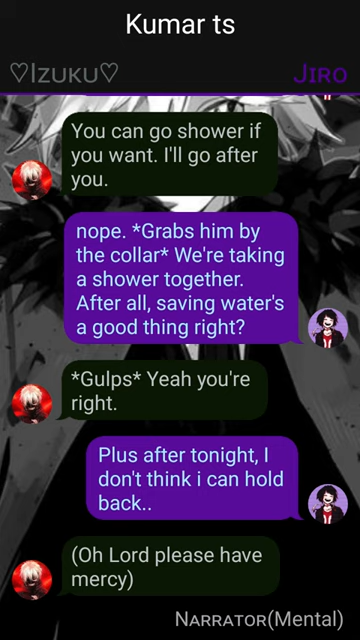 Kumar ts
♡Izuku♡
Jiro
You can go shower if
you want. I'll go after
you.
nope. *Grabs him by
the collar* We're taking
a shower together.
After all, saving water's
a good thing right?
*Gulps* Yeah you're
right.
Plus after tonight, I
don't think i can hold
back..
(Oh Lord please have
mercy)
Narrator(Mental)